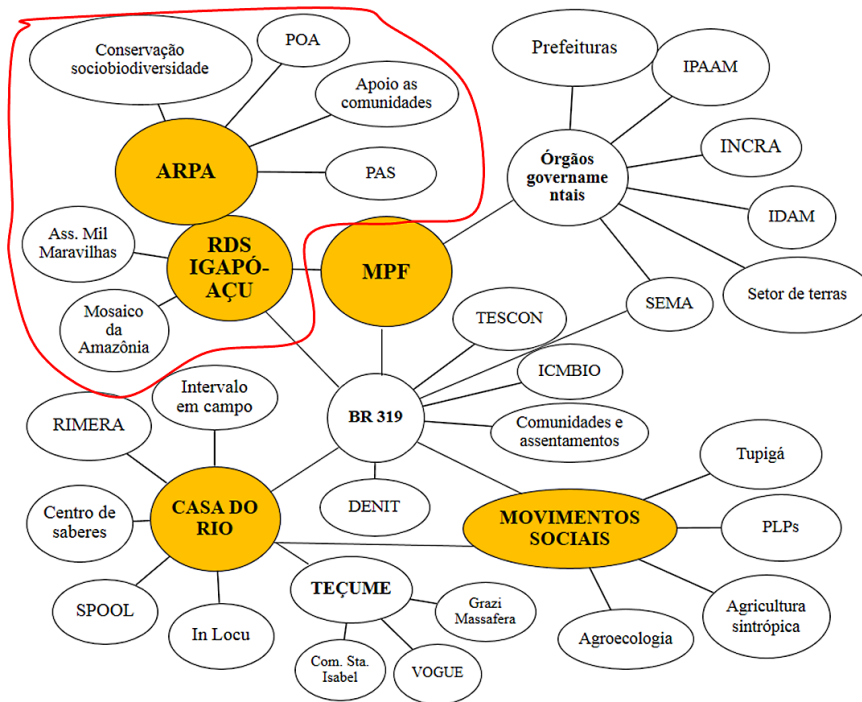 Conservação
sociobiodiversidade
POA
Apoio as
comunidades
ARPA
PAS
Ass. Mil
Maravilhas
RDS
IGAPÓ-
AÇU
Mosaico
da
Amazônia
MPF
Prefeituras
IPAAM
Órgãos
govername
ntais
INCRA
IDAM
Setor de terras
SEMA
TESCON
ICMBIO
BR 319
Comunidades e
assentamentos
DENIT
Intervalo
em campo
RIMERA
Centro de
saberes
CASA DO
RIO
SPOOL
In Locu
TEÇUME
Grazi
Massafera
Com. Sta.
Isabel
VOGUE
MOVIMENTOS
SOCIAIS
Tupigá
PLPs
Agricultura
sintrópica
Agroecologia